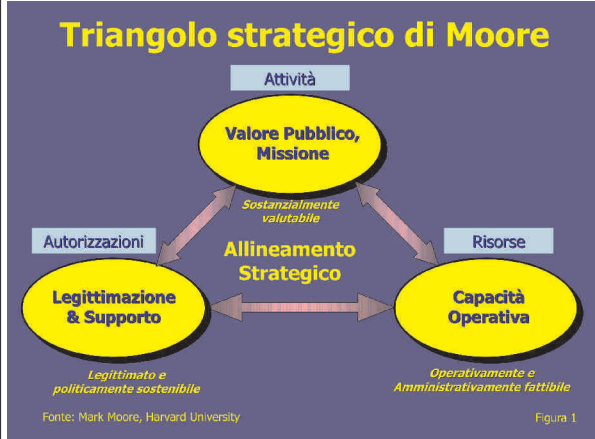 Triangolo strategico di Moore
Attività
Valore Pubblico,
Missione
Sostanzialmente
valutabile
Autorizzazioni
Allineamento
Strategico
Risorse
Legittimazione
& Supporto
Capacità
Operativa
Legittimato e
politicamente sostenibile
Operativamente e
Amministrativamente fattibile
Fonte: Mark Moore, Harvard University
Figura 1